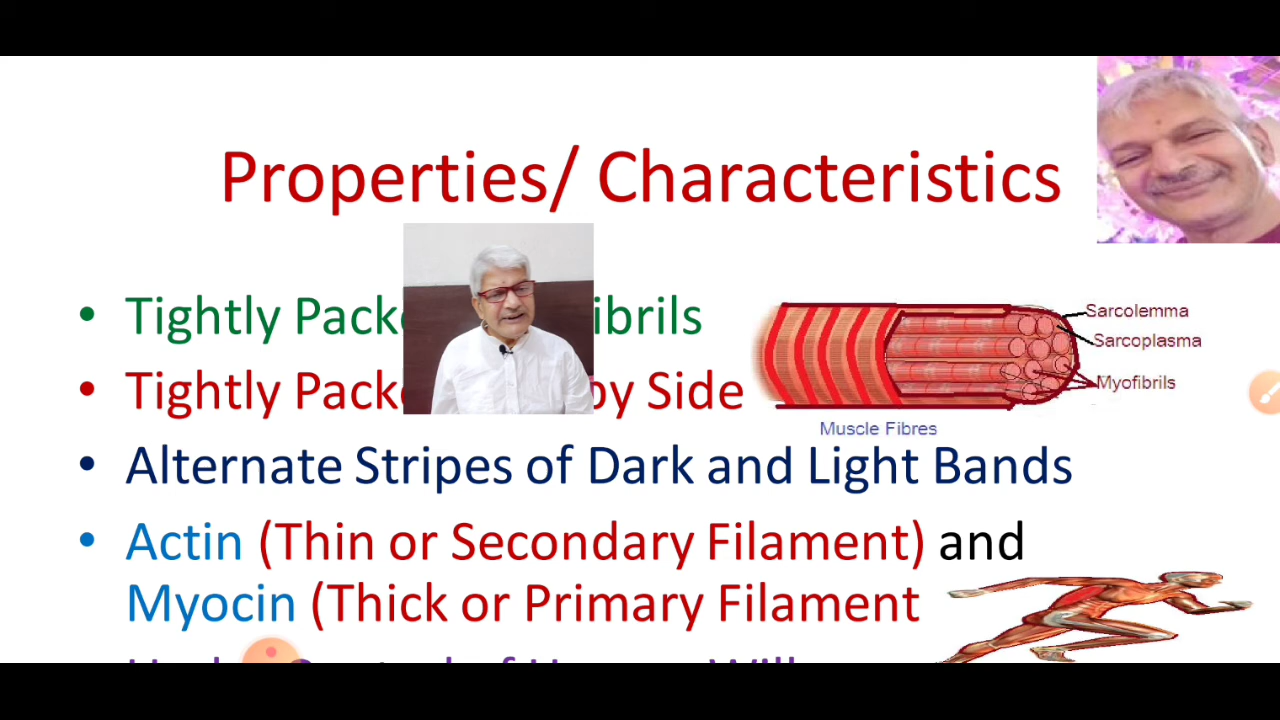 Properties/ Characteristics
• Tightly Pack ibrils
• Tightly Pack by Side
• Alternate Stripes of Dark and Light Bands
• Actin (Thin or Secondary Filament) and
Myocin (Thick or Primary Filament
Sarcolemma
Sarcoplasma
Myofibrils
Muscle Fibres